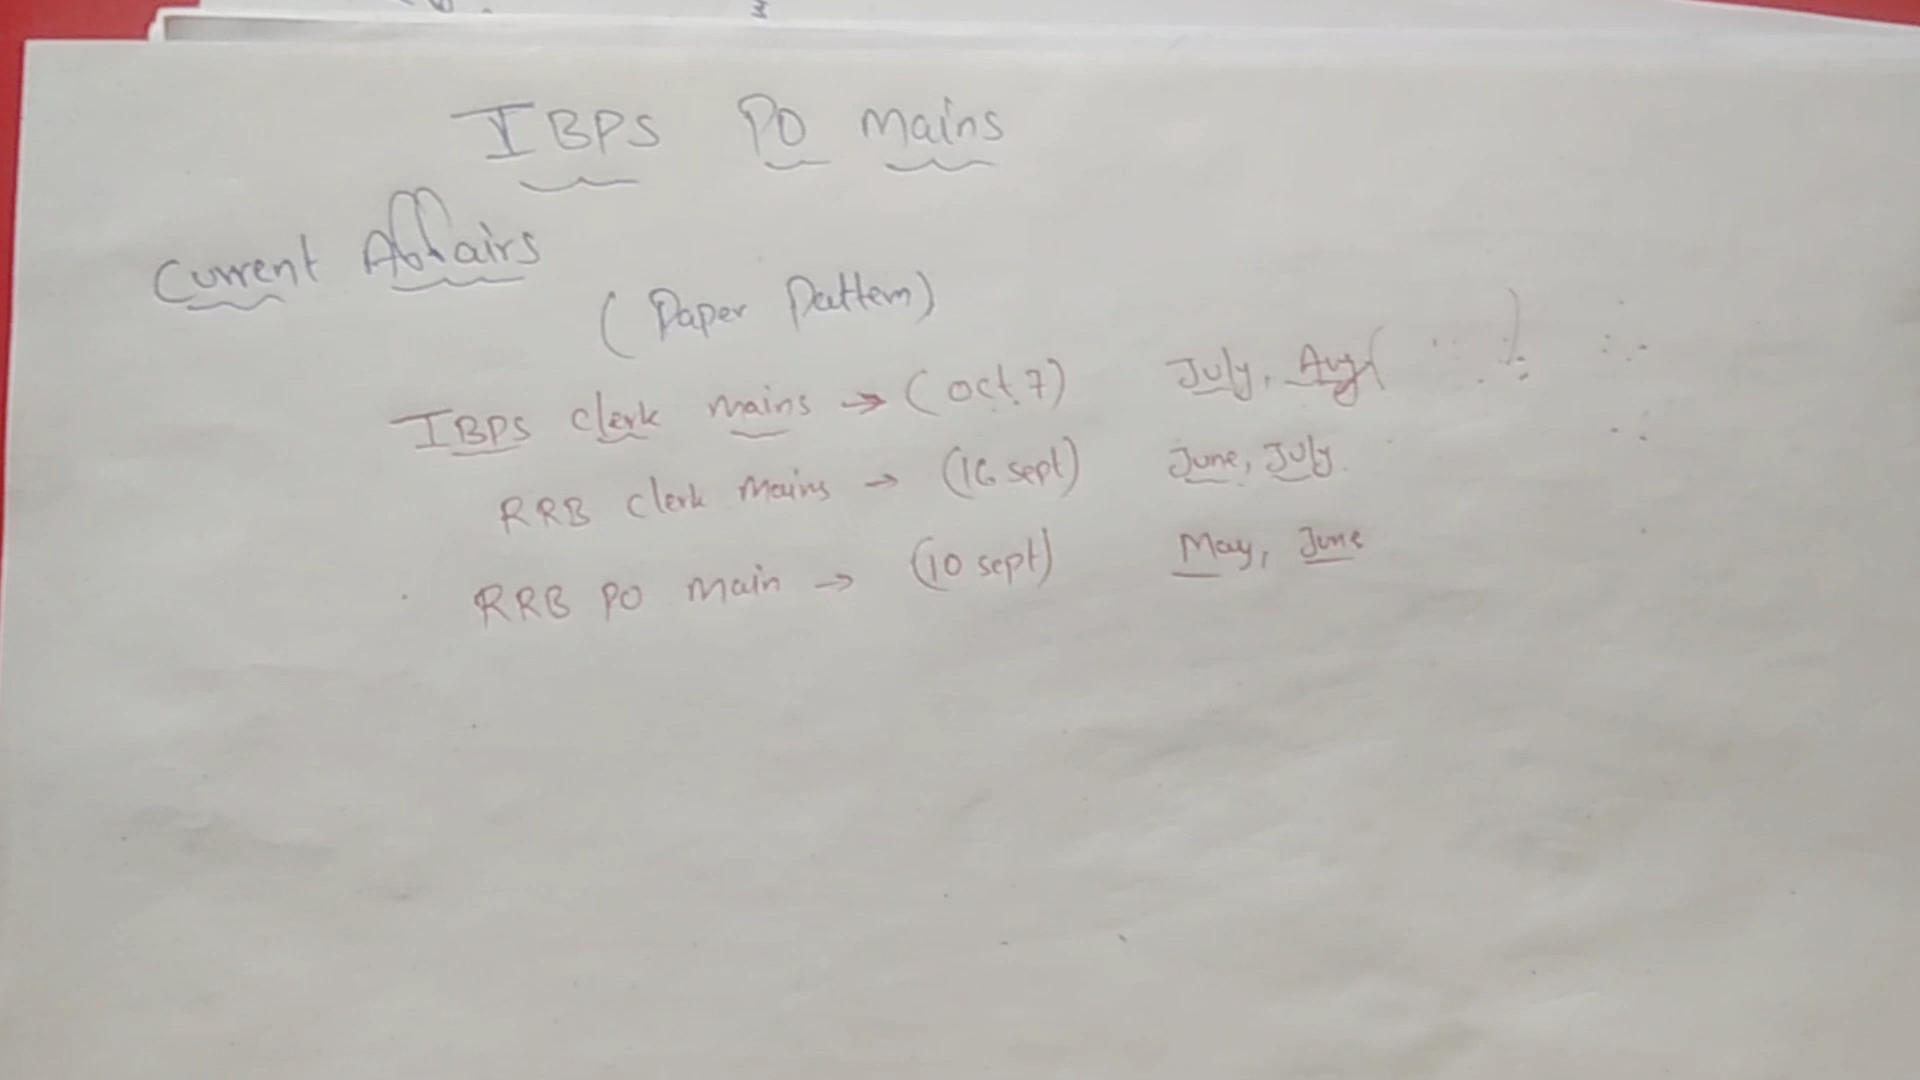 IBPS PO Mains
Current Affairs
(Paper Pattern)
IBPS Clerk Mains → (Oct 7) July, Aug (
RRB Clerk Mains → (16 sept) June, July.
RRB PO Main → (10 sept) May, June